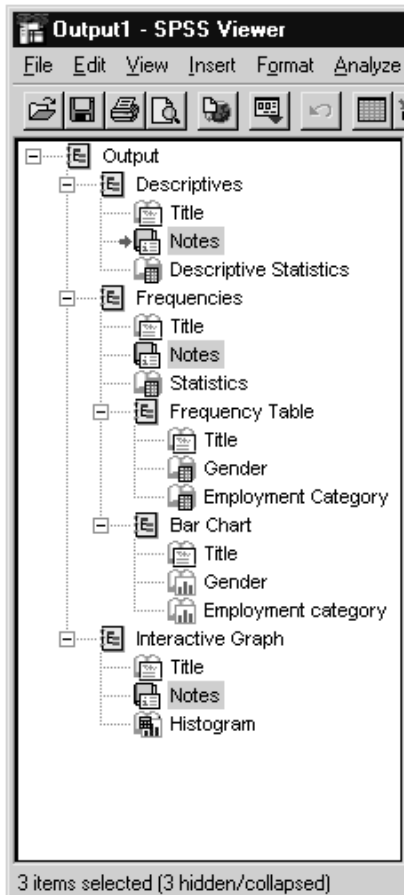 Output1 - SPSS Viewer
File Edit View Insert Format Analyze
Output
Descriptives
Title
Notes
Descriptive Statistics
Frequencies
Title
Notes
Statistics
Frequency Table
Title
Gender
Employment Category
Bar Chart
Title
Gender
Employment category
Interactive Graph
Title
Notes
Histogram
3 items selected (3 hidden/collapsed)